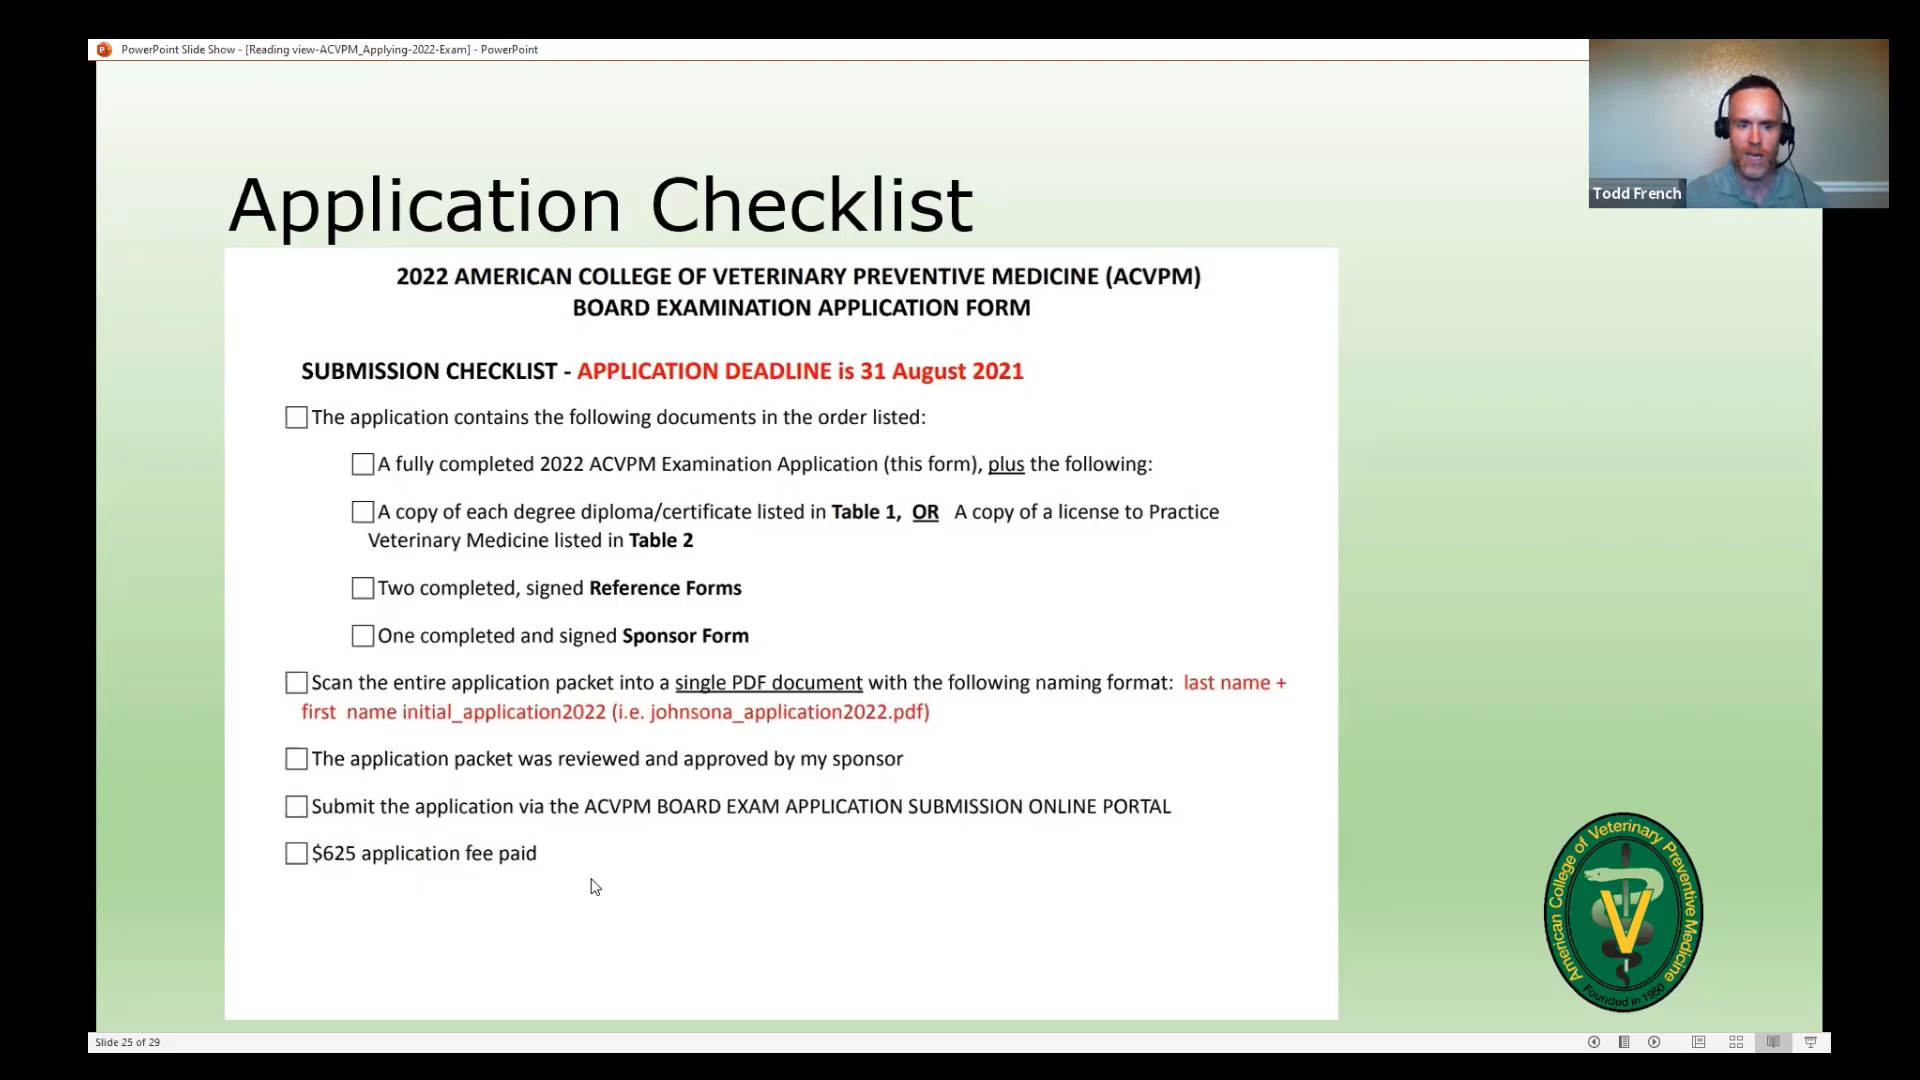 PowerPoint Slide Show - [Reading view-ACVPM_Applying-2022-Exam] - PowerPoint
Todd French
Application Checklist
2022 AMERICAN COLLEGE OF VETERINARY PREVENTIVE MEDICINE (ACVPM)
BOARD EXAMINATION APPLICATION FORM
SUBMISSION CHECKLIST - APPLICATION DEADLINE is 31 August 2021
The application contains the following documents in the order listed:
A fully completed 2022 ACVPM Examination Application (this form), plus the following:
A copy of each degree diploma/certificate listed in Table 1, OR A copy of a license to Practice
Veterinary Medicine listed in Table 2
Two completed, signed Reference Forms
One completed and signed Sponsor Form
Scan the entire application packet into a single PDF document with the following naming format: last name +
first name initial_application2022 (i.e. johnsona_application2022.pdf)
The application packet was reviewed and approved by my sponsor
Submit the application via the ACVPM BOARD EXAM APPLICATION SUBMISSION ONLINE PORTAL
$625 application fee paid
American College of Veterinary Preventive Medicine
V
Founded in 1950
Slide 25 of 29